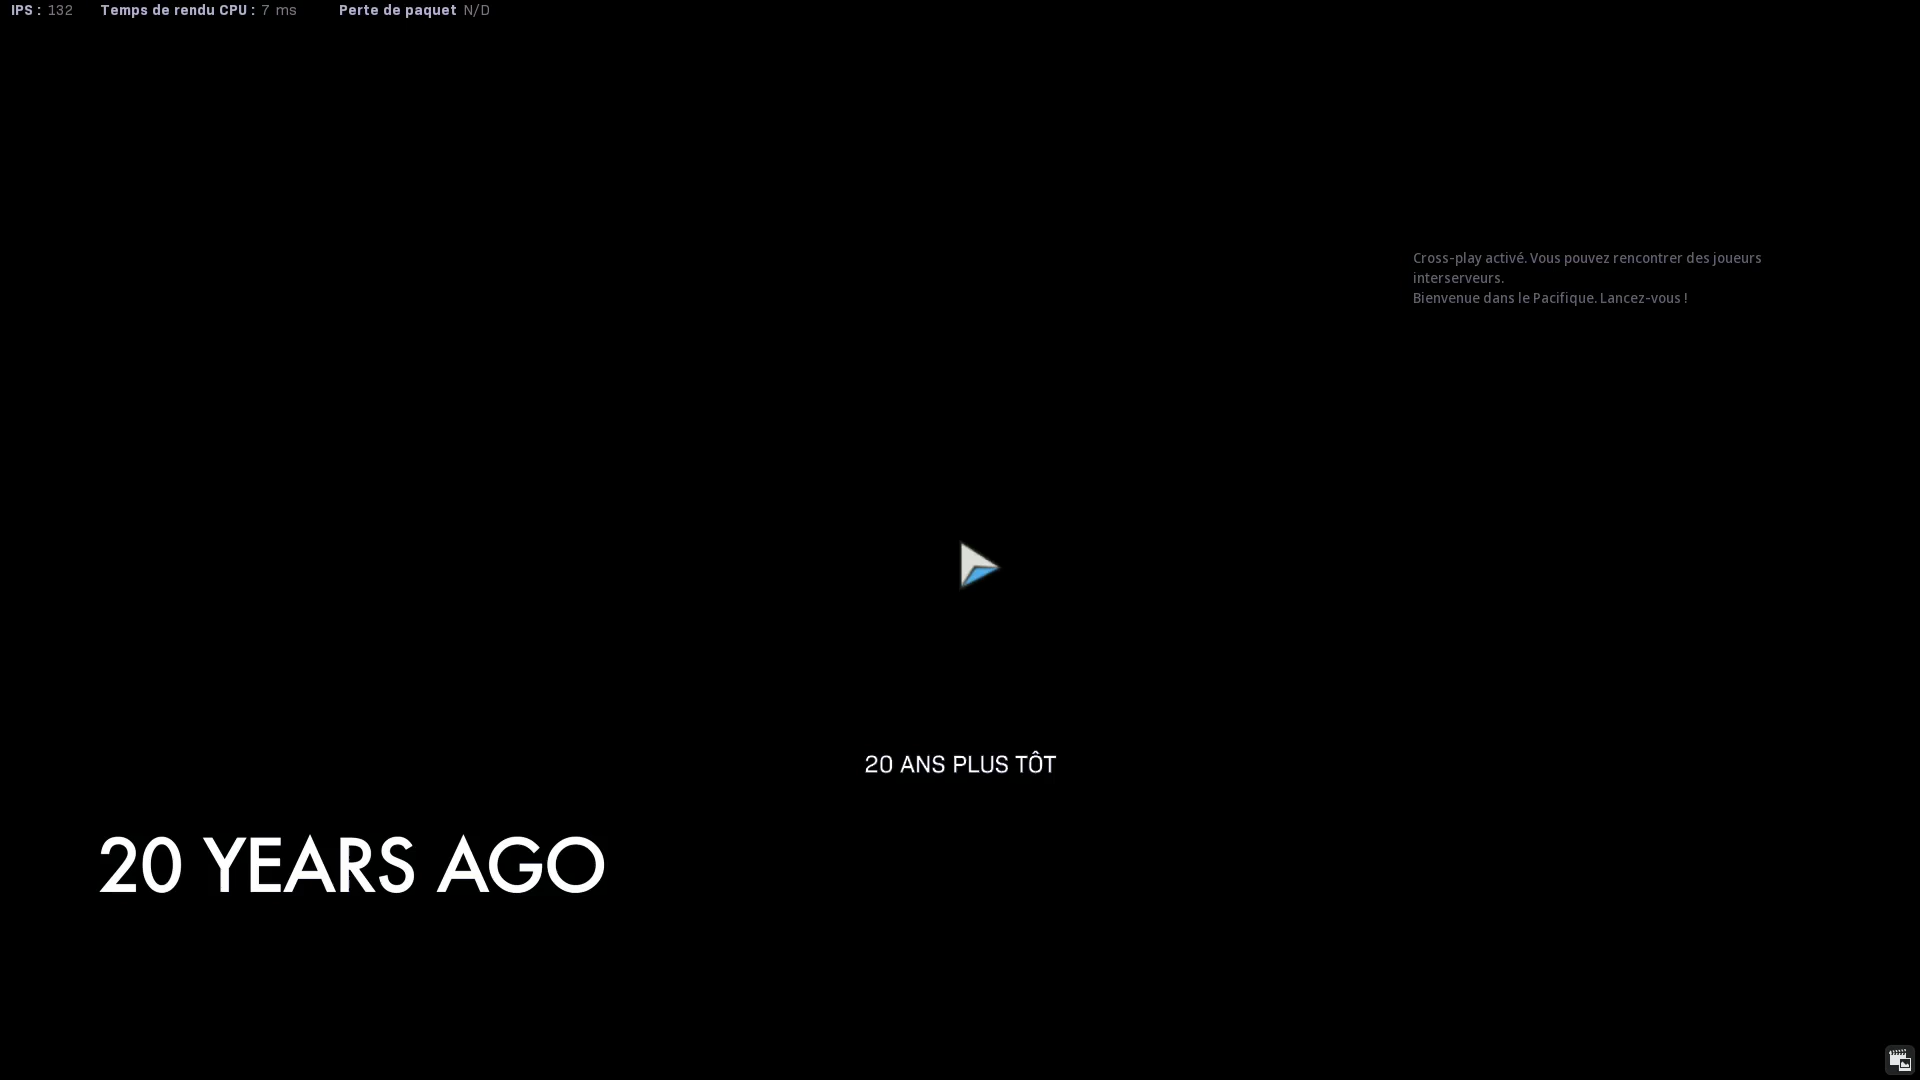 IPS : 132 Temps de rendu CPU : 7 ms Perte de paquet N/D
Cross-play activé. Vous pouvez rencontrer des joueurs
interserveurs.
Bienvenue dans le Pacifique. Lancez-vous !
20 ANS PLUS TÔT
20 YEARS AGO